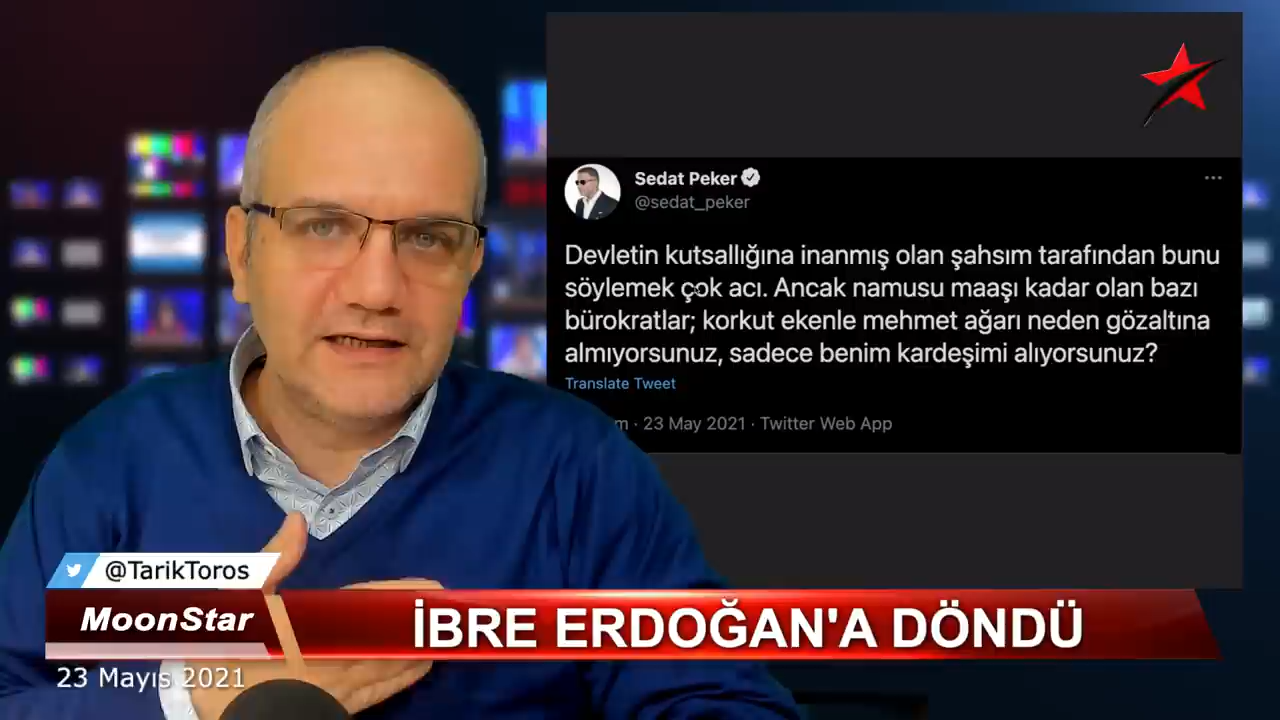 Sedat Peker
@sedat_peker
Devletin kutsallığına inanmış olan şahsım tarafından bunu
söylemek çok acı. Ancak namusu maaşı kadar olan bazı
bürokratlar; korkut ekenle mehmet ağarı neden gözaltına
almıyorsunuz, sadece benim kardeşimi alıyorsunuz?
Translate Tweet
m · 23 May 2021 · Twitter Web App
@TarikToros
MoonStar
İBRE ERDOĞAN'A DÖNDÜ
23 Mayıs 2021